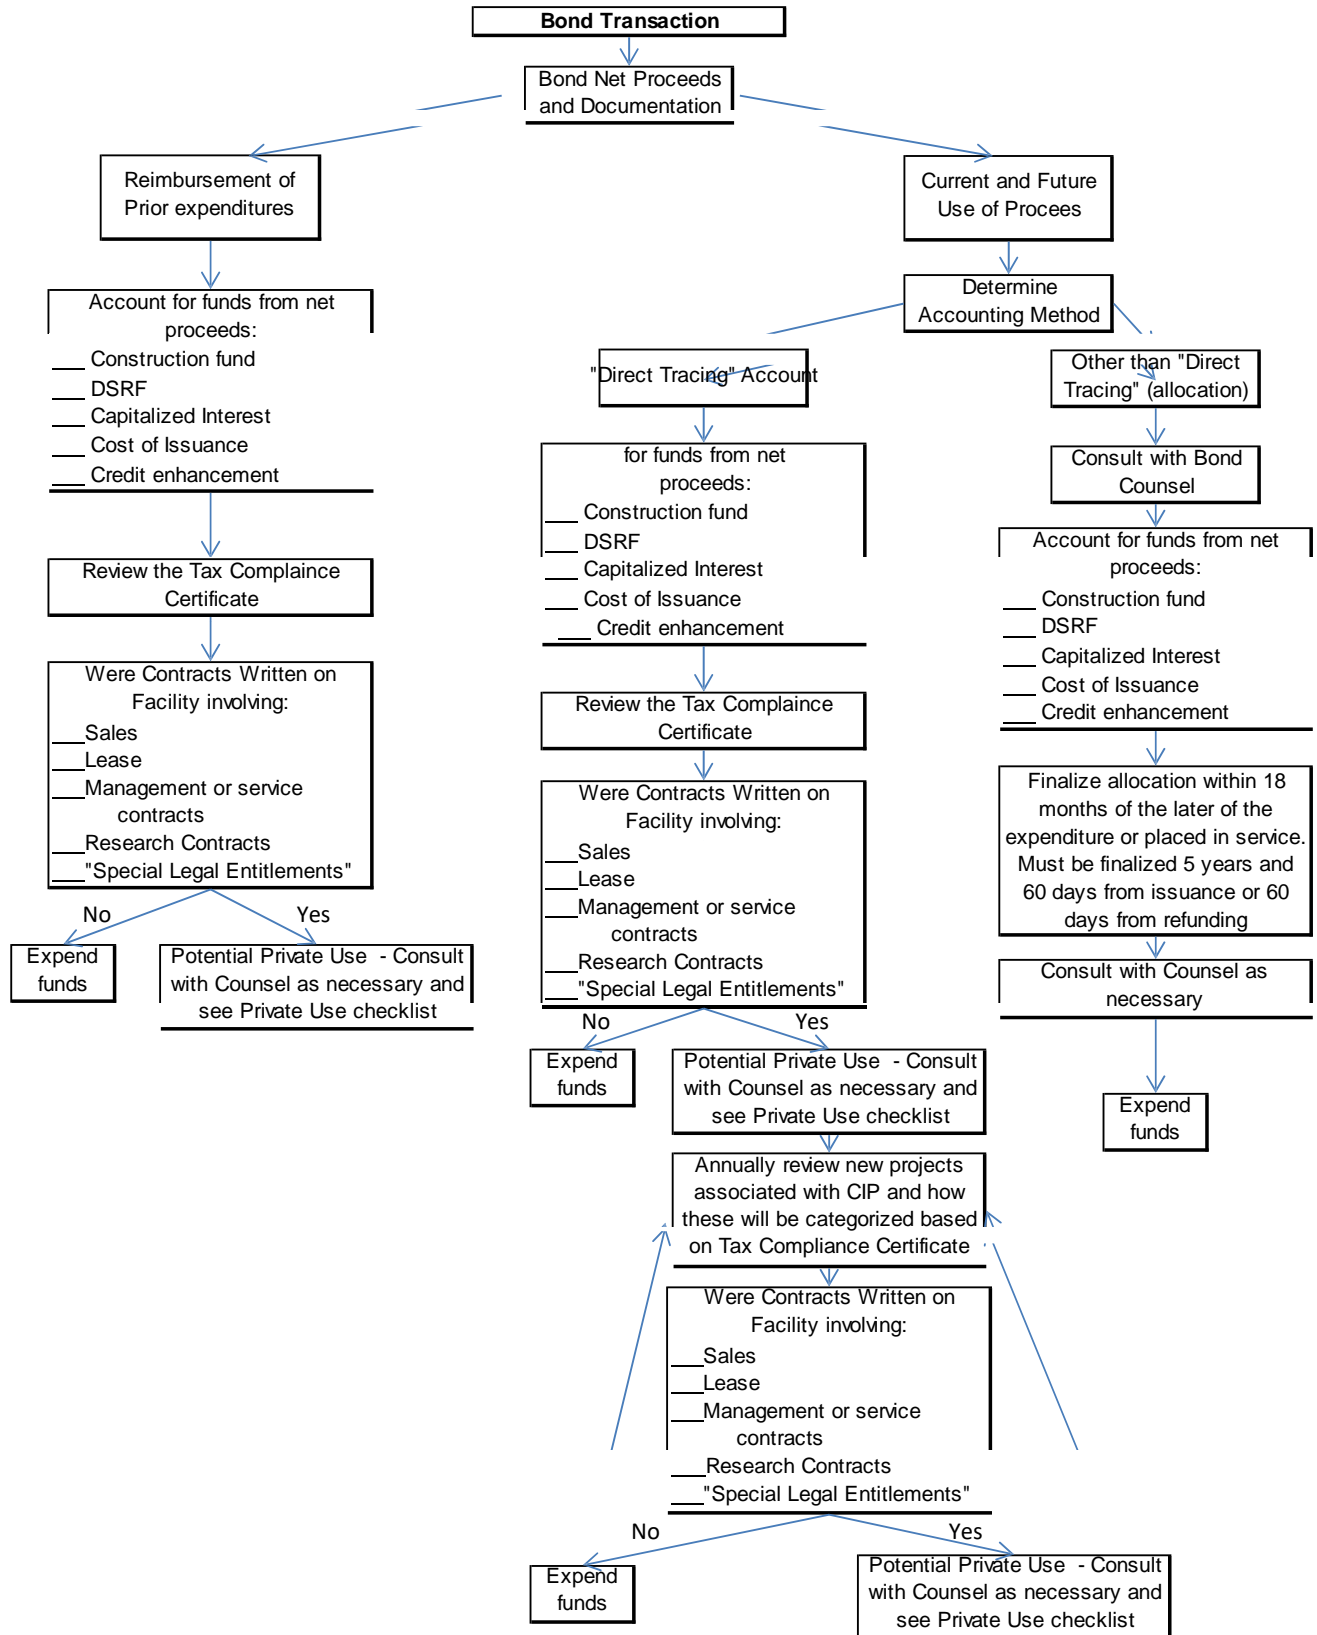 Bond Transaction
Bond Net Proceeds
and Documentation
Reimbursement of
Prior expenditures
Account for funds from net
proceeds:
___ Construction fund
___ DSRF
___ Capitalized Interest
___ Cost of Issuance
___ Credit enhancement
Review the Tax Complaince
Certificate
Were Contracts Written on
Facility involving:
___Sales
___Lease
___Management or service
contracts
___Research Contracts
___"Special Legal Entitlements"
No
Yes
Expend
funds
Potential Private Use - Consult
with Counsel as necessary and
see Private Use checklist
Current and Future
Use of Procees
Determine
Accounting Method
"Direct Tracing" Account
for funds from net
proceeds:
___ Construction fund
___ DSRF
___ Capitalized Interest
___ Cost of Issuance
___ Credit enhancement
Review the Tax Complaince
Certificate
Were Contracts Written on
Facility involving:
___Sales
___Lease
___Management or service
contracts
___Research Contracts
___"Special Legal Entitlements"
No
Yes
Expend
funds
Potential Private Use - Consult
with Counsel as necessary and
see Private Use checklist
Annually review new projects
associated with CIP and how
these will be categorized based
on Tax Compliance Certificate
Were Contracts Written on
Facility involving:
___Sales
___Lease
___Management or service
contracts
___Research Contracts
___"Special Legal Entitlements"
No
Yes
Expend
funds
Potential Private Use - Consult
with Counsel as necessary and
see Private Use checklist
Other than "Direct
Tracing" (allocation)
Consult with Bond
Counsel
Account for funds from net
proceeds:
___ Construction fund
___ DSRF
___ Capitalized Interest
___ Cost of Issuance
___ Credit enhancement
Finalize allocation within 18
months of the later of the
expenditure or placed in service.
Must be finalized 5 years and
60 days from issuance or 60
days from refunding
Consult with Counsel as
necessary
Expend
funds